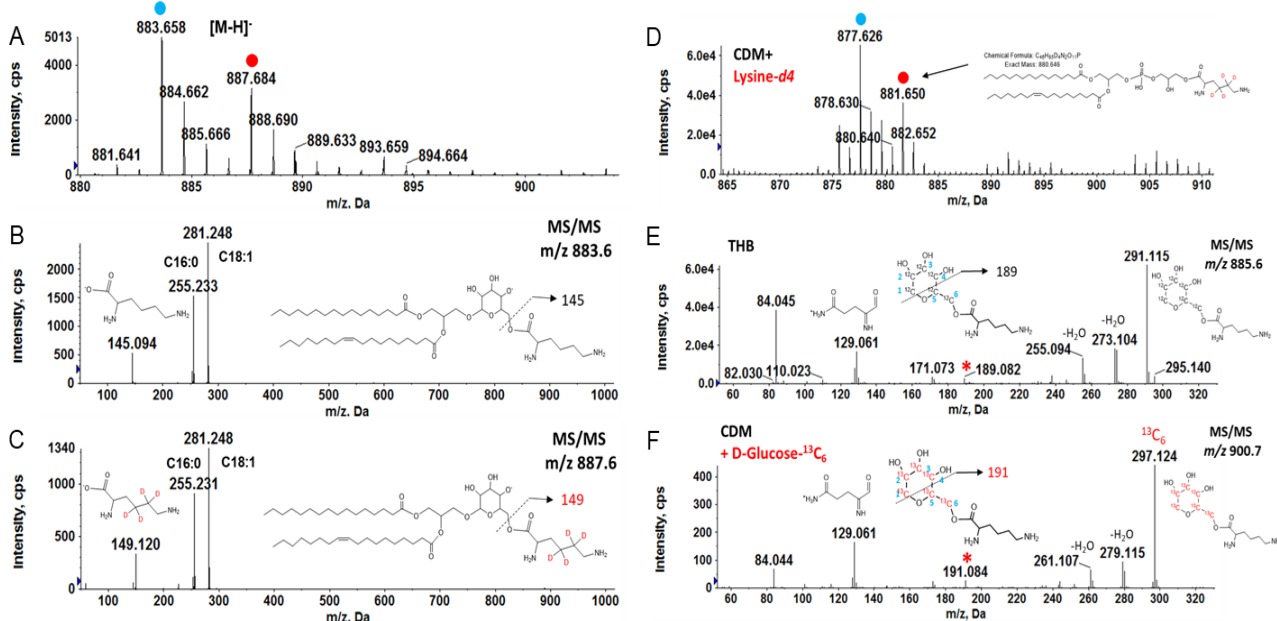 A
[M-H]-
883.658
887.684
884.662
885.666
889.633
893.659
881.641
894.664
5013
4000
2000
0
Intensity, cps
880
885
890
895
900
m/z, Da
B
MS/MS
m/z 883.6
281.248
C16:0
C18:1
255.233
145.094
145
2000
1500
1000
500
0
Intensity, cps
O
-O
NH2
NH2
OH
HO
O-
100
200
300
400
500
600
700
800
900
1000
m/z, Da
C
MS/MS
m/z 887.6
281.248
C16:0
C18:1
255.231
149.120
149
1340
1000
500
0
Intensity, cps
D
D
D
D
NH2
NH2
OH
HO
O-
100
200
300
400
500
600
700
800
900
1000
m/z, Da
D
CDM+
Lysine-d4
877.626
881.650
878.630
880.640
882.652
6.0e4
4.0e4
2.0e4
0.0
Intensity, cps
Exact Mass: 880.646
865
870
875
880
885
890
895
900
905
910
m/z, Da
E
THB
MS/MS
m/z 885.6
291.115
84.045
129.061
82.030
110.023
171.073
* 189.082
189
255.094
-H2O
273.104
-H2O
295.140
6.0e4
4.0e4
2.0e4
0.0
Intensity, cps
60
80
100
120
140
160
180
200
220
240
260
280
300
320
m/z, Da
F
CDM
+ D-Glucose-13C6
13C6
MS/MS
m/z 900.7
297.124
84.044
129.061
191
* 191.084
261.107
-H2O
279.115
-H2O
400
300
200
100
0
Intensity, cps
60
80
100
120
140
160
180
200
220
240
260
280
300
320
m/z, Da